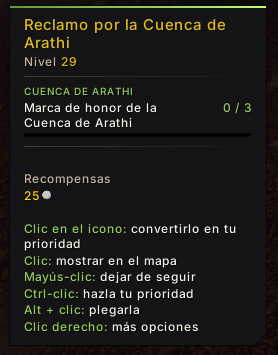 Reclamo por la Cuenca de
Arathi
Nivel 29
CUENCA DE ARATHI
Marca de honor de la
Cuenca de Arathi
0 / 3
Recompensas
25
Clic en el icono: convertirlo en tu
prioridad
Clic: mostrar en el mapa
Mayús-clic: dejar de seguir
Ctrl-clic: hazla tu prioridad
Alt + clic: plegarla
Clic derecho: más opciones